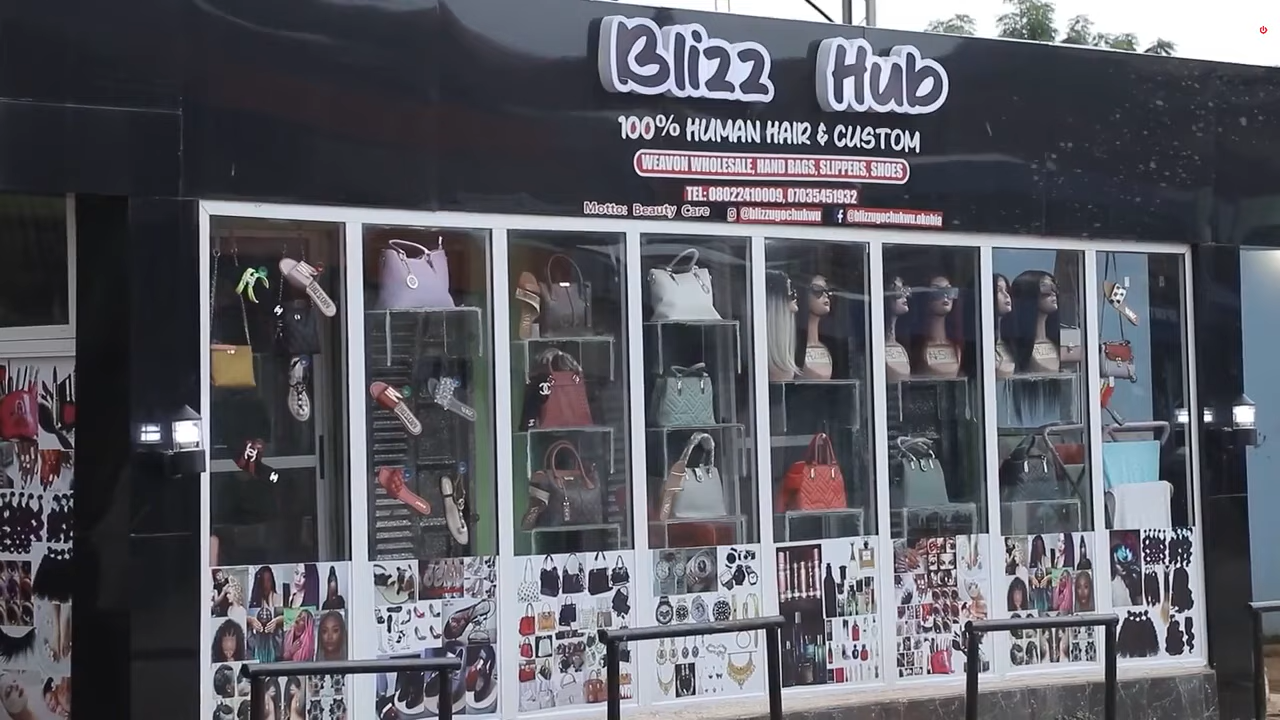 Blizz Hub
100% HUMAN HAIR & CUSTOM
WEAVON WHOLESALE, HAND BAGS, SLIPPERS, SHOES
TEL: 08022410009, 07035451932
Motto: Beauty Care @blizzugochukwu @blizzugochukwu.okobia